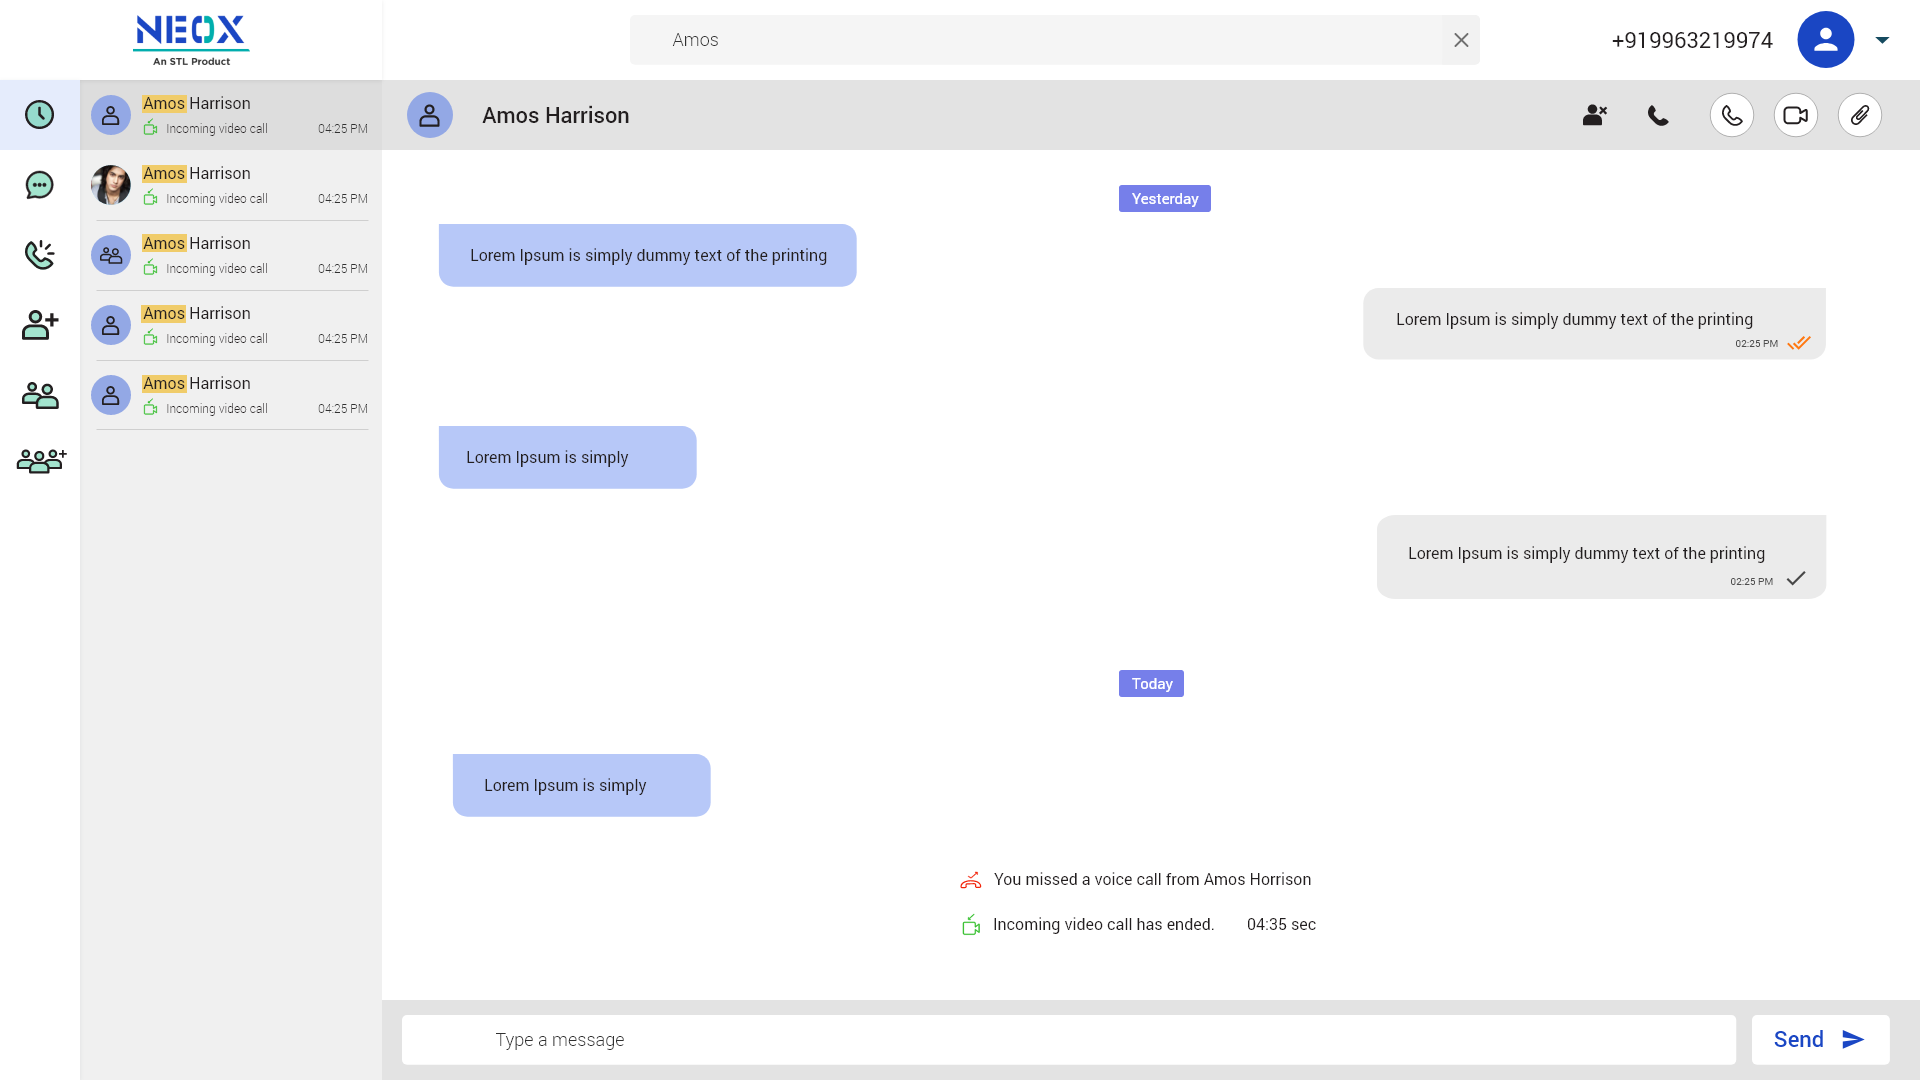 NEOX
An STL Product
Amos
+919963219974
Amos Harrison
Incoming video call 04:25 PM
Amos Harrison
Incoming video call 04:25 PM
Amos Harrison
Incoming video call 04:25 PM
Amos Harrison
Incoming video call 04:25 PM
Amos Harrison
Incoming video call 04:25 PM
Amos Harrison
Yesterday
Lorem Ipsum is simply dummy text of the printing
Lorem Ipsum is simply dummy text of the printing
02:25 PM
Lorem Ipsum is simply
Lorem Ipsum is simply dummy text of the printing
02:25 PM
Today
Lorem Ipsum is simply
You missed a voice call from Amos Horrison
Incoming video call has ended. 04:35 sec
Type a message
Send